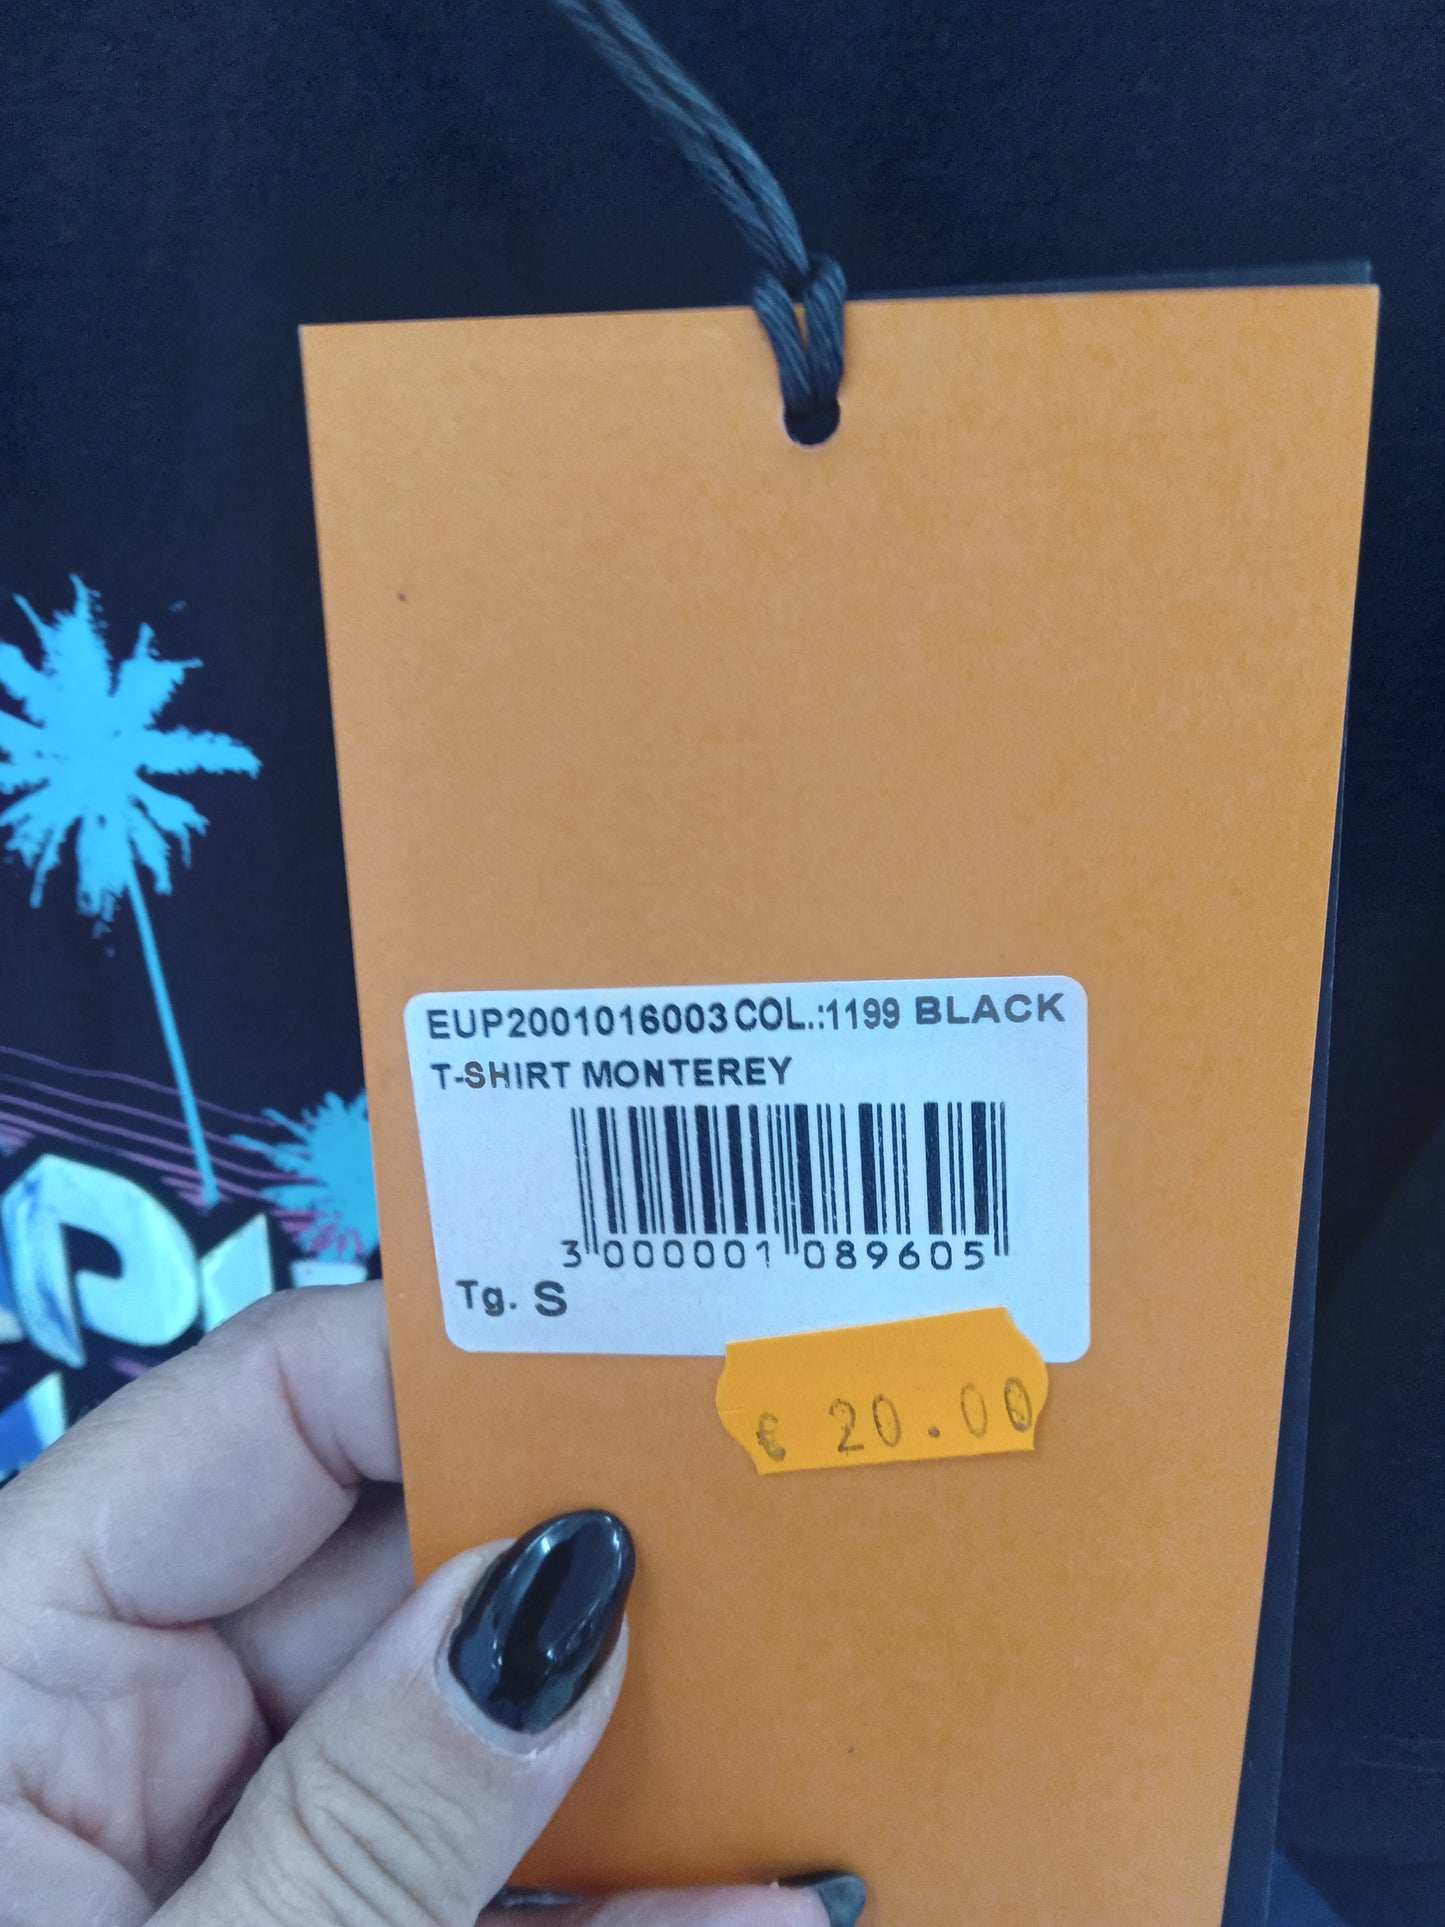 EUP2001016003 COL.:1199 BLACK
T-SHIRT MONTEREY
3 000001 089605
Tg. S
€ 20.00